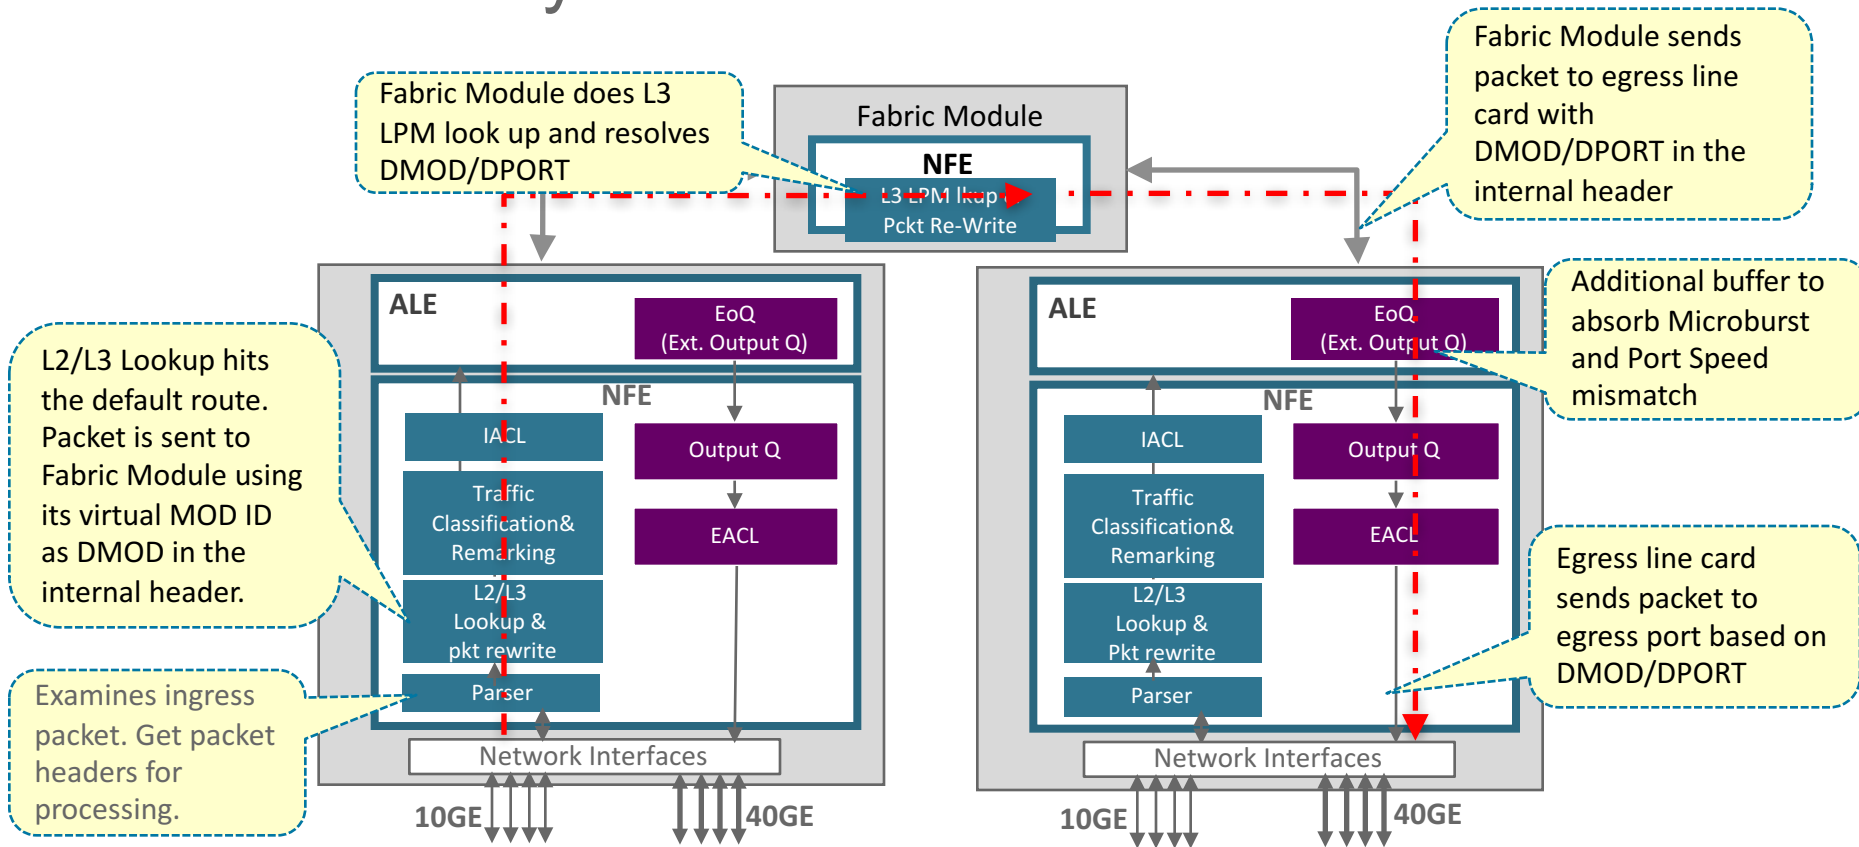 Fabric Module does L3
LPM look up and resolves
DMOD/DPORT
Fabric Module
NFE
L3 LPM lkup &
Pckt Re-Write
Fabric Module sends
packet to egress line
card with
DMOD/DPORT in the
internal header
L2/L3 Lookup hits
the default route.
Packet is sent to
Fabric Module using
its virtual MOD ID
as DMOD in the
internal header.
Examines ingress
packet. Get packet
headers for
processing.
ALE
EoQ
(Ext. Output Q)
NFE
IACL
Traffic
Classification&
Remarking
L2/L3
Lookup &
pkt rewrite
Parser
Output Q
EACL
Network Interfaces
10GE
40GE
ALE
EoQ
(Ext. Output Q)
NFE
IACL
Traffic
Classification&
Remarking
L2/L3
Lookup &
Pkt rewrite
Parser
Output Q
EACL
Network Interfaces
10GE
40GE
Additional buffer to
absorb Microburst
and Port Speed
mismatch
Egress line card
sends packet to
egress port based on
DMOD/DPORT